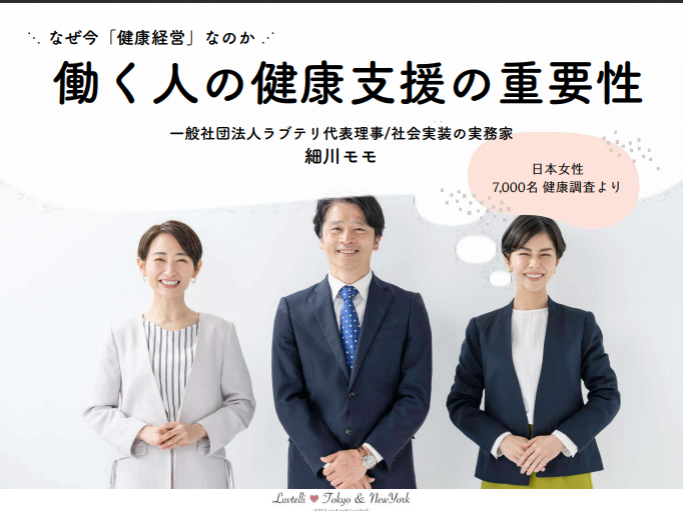 なぜ今「健康経営」なのか
働く人の健康支援の重要性
一般社団法人ラブテリ代表理事/社会実装の実務家
細川モモ
日本女性
7,000名 健康調査より
Luvtelli Tokyo & NewYork